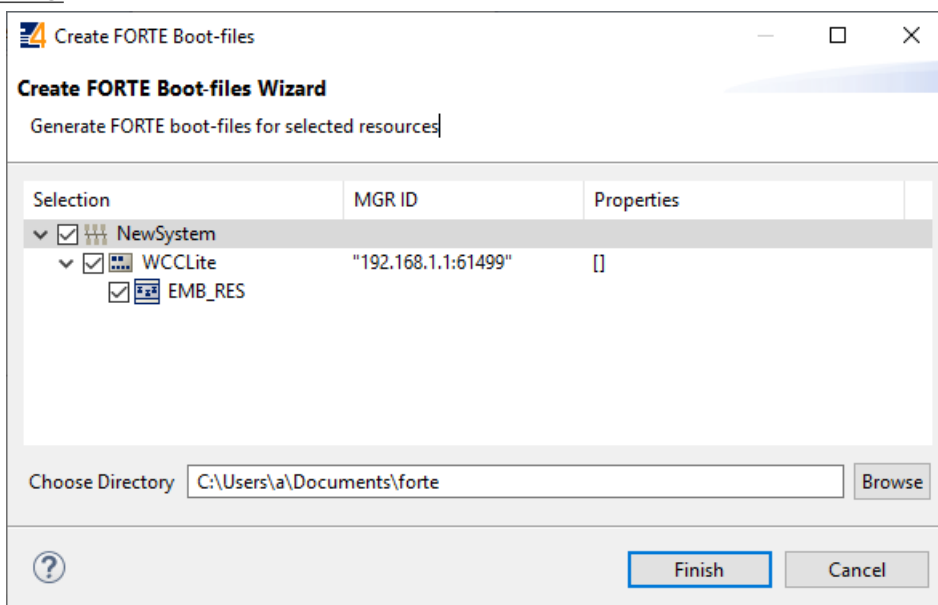 Create FORTE Boot-files
Create FORTE Boot-files Wizard
Generate FORTE boot-files for selected resources
Selection MGR ID Properties
NewSystem
WCCLite "192.168.1.1:61499" []
EMB_RES
Choose Directory C:\Users\a\Documents\forte Browse
Finish Cancel